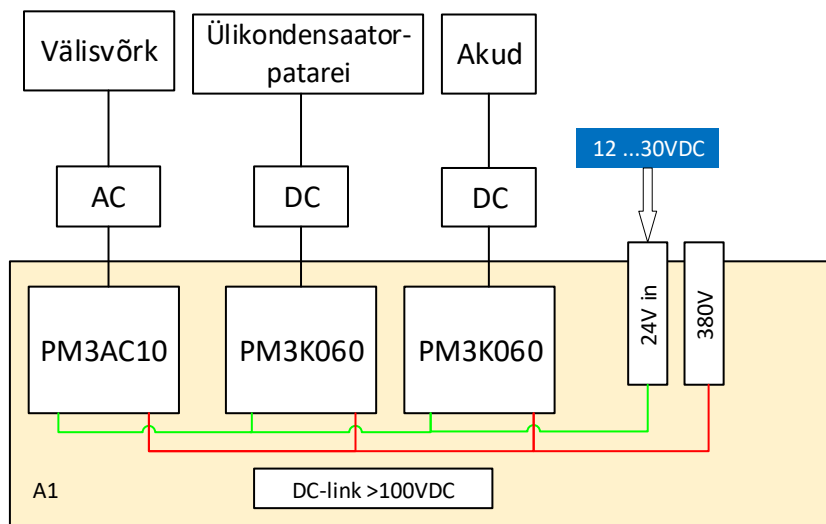 Välisvõrk
Ülikondensaator-
patarei
Akud
12 ...30VDC
AC
DC
DC
24V in
380V
PM3AC10
PM3K060
PM3K060
A1
DC-link >100VDC